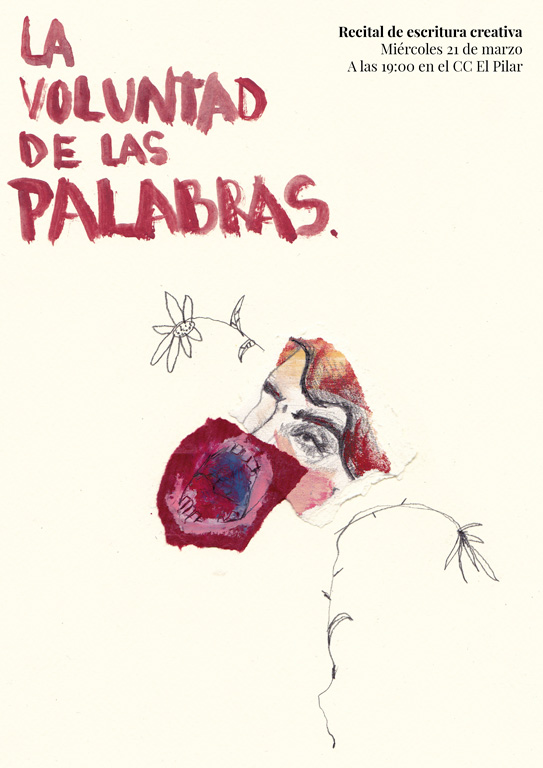 LA
VOLUNTAD
DE LAS
PALABRAS.
Recital de escritura creativa
Miércoles 21 de marzo
A las 19:00 en el CC El Pilar